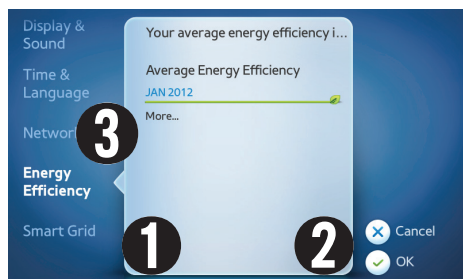 Display &
Sound
Time &
Language
Networ
Energy
Efficiency
Smart Grid
Your average energy efficiency i...
Average Energy Efficiency
JAN 2012
More...
3
1
2
Cancel
OK